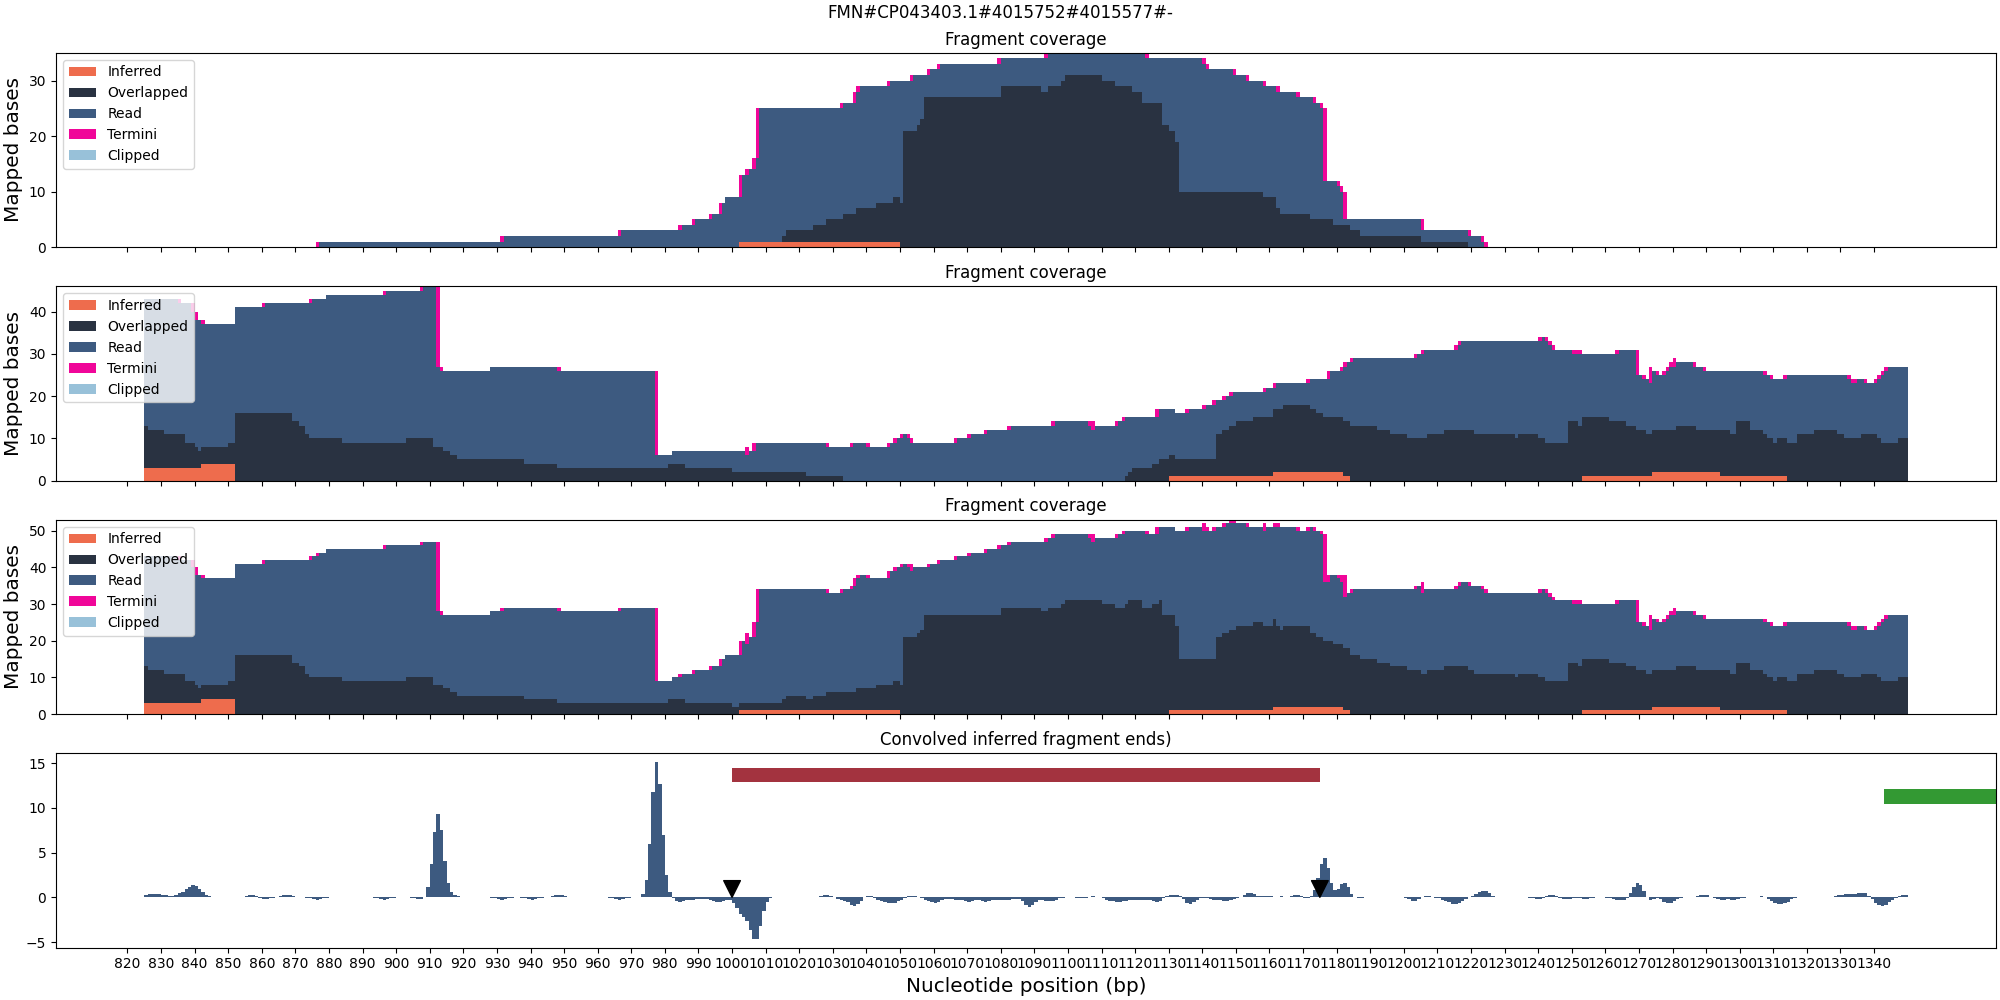 FMN#CP043403.1#4015752#4015577#-
Fragment coverage
Mapped bases
30
20
10
0
Inferred
Overlapped
Read
Termini
Clipped
Fragment coverage
Mapped bases
40
30
20
10
0
Inferred
Overlapped
Read
Termini
Clipped
Fragment coverage
Mapped bases
50
40
30
20
10
0
Inferred
Overlapped
Read
Termini
Clipped
Convolved inferred fragment ends)
15
10
5
0
−5
820 830 840 850 860 870 880 890 900 910 920 930 940 950 960 970 980 990 1000 1010 1020 1030 1040 1050 1060 1070 1080 1090 1100 1110 1120 1130 1140 1150 1160 1170 1180 1190 1200 1210 1220 1230 1240 1250 1260 1270 1280 1290 1300 1310 1320 1330 1340
Nucleotide position (bp)